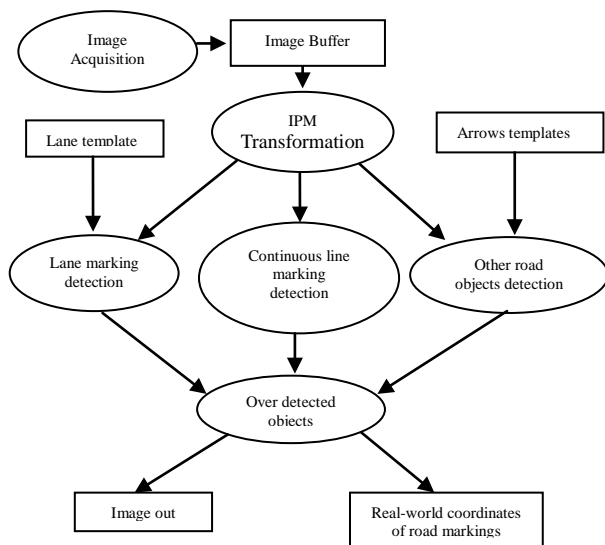 Image
Acquisition
Image Buffer
IPM
Transformation
Lane template
Arrows templates
Lane marking
detection
Continuous line
marking
detection
Other road
objects detection
Over detected
objects
Image out
Real-world coordinates
of road markings